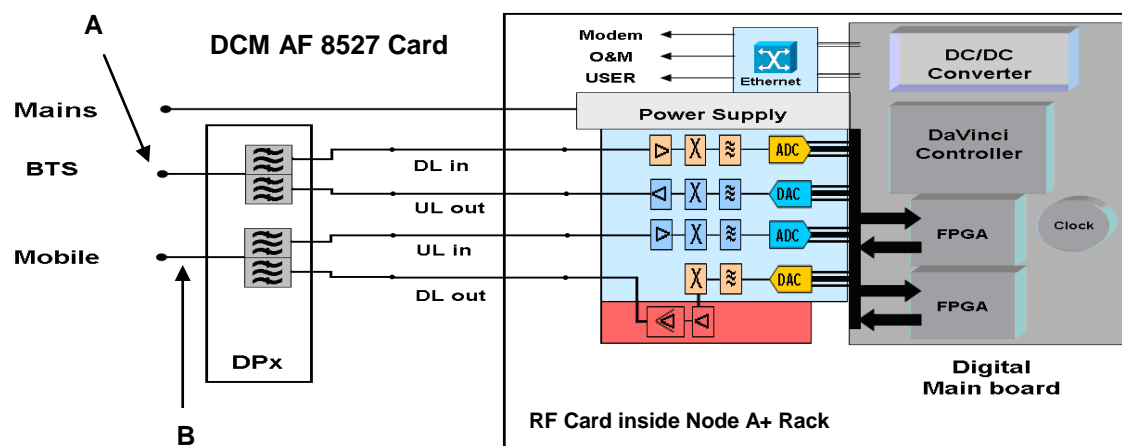 A
DCM AF 8527 Card
Modem
O&M
USER
Ethernet
DC/DC
Converter
Mains
Power Supply
DaVinci
Controller
BTS
DL in
ADC
UL out
DAC
FPGA
Clock
Mobile
UL in
ADC
DL out
DAC
FPGA
DPx
Digital
Main board
B
RF Card inside Node A+ Rack